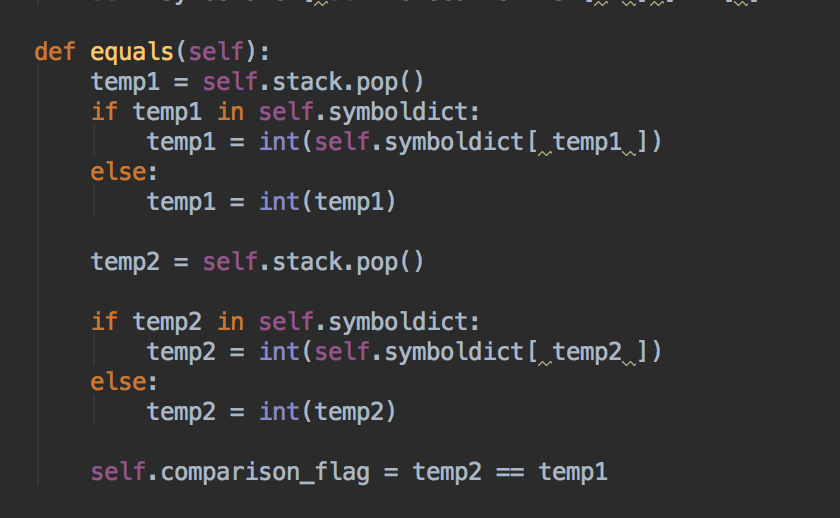 def equals(self):
    temp1 = self.stack.pop()
    if temp1 in self.symboldict:
        temp1 = int(self.symboldict[ temp1 ])
    else:
        temp1 = int(temp1)

    temp2 = self.stack.pop()

    if temp2 in self.symboldict:
        temp2 = int(self.symboldict[ temp2 ])
    else:
        temp2 = int(temp2)

    self.comparison_flag = temp2 == temp1